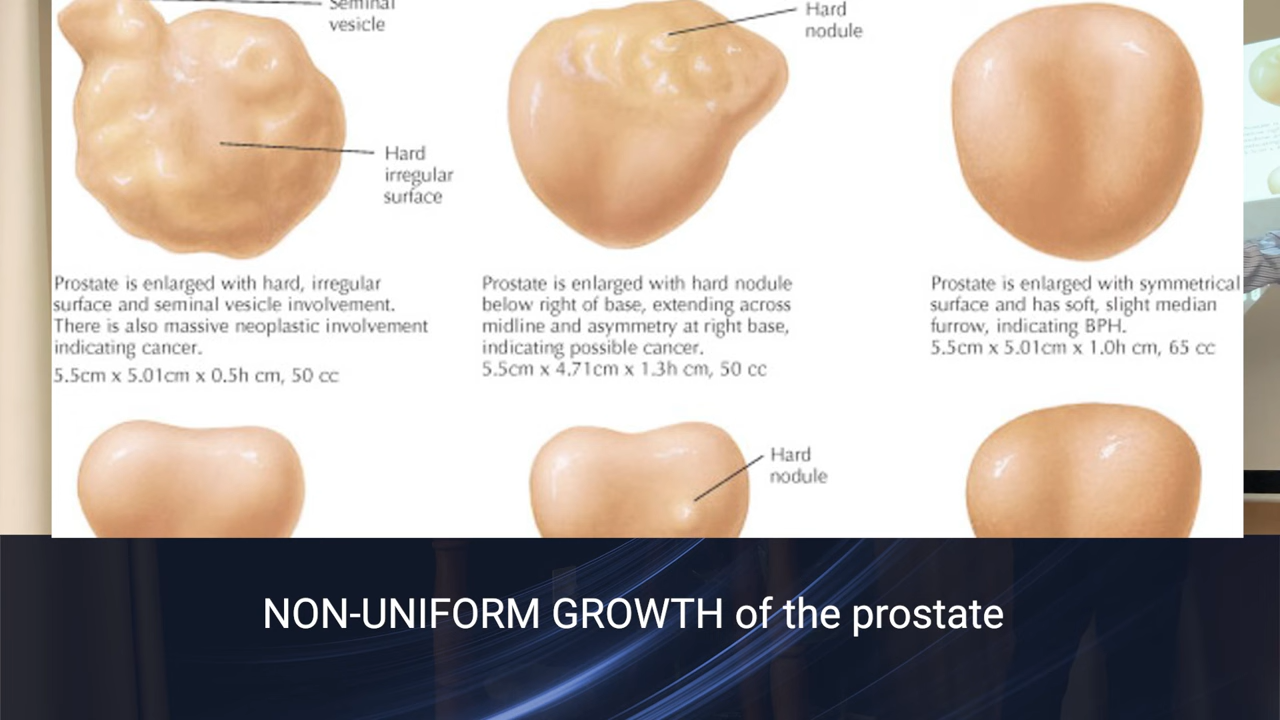 Seminal
vesicle
Hard
irregular
surface
Prostate is enlarged with hard, irregular
surface and seminal vesicle involvement.
There is also massive neoplastic involvement
indicating cancer.
5.5cm x 5.01cm x 0.5h cm, 50 cc
Hard
nodule
Prostate is enlarged with hard nodule
below right of base, extending across
midline and asymmetry at right base,
indicating possible cancer.
5.5cm x 4.71cm x 1.3h cm, 50 cc
Prostate is enlarged with symmetrical
surface and has soft, slight median
furrow, indicating BPH.
5.5cm x 5.01cm x 1.0h cm, 65 cc
Hard
nodule
NON-UNIFORM GROWTH of the prostate